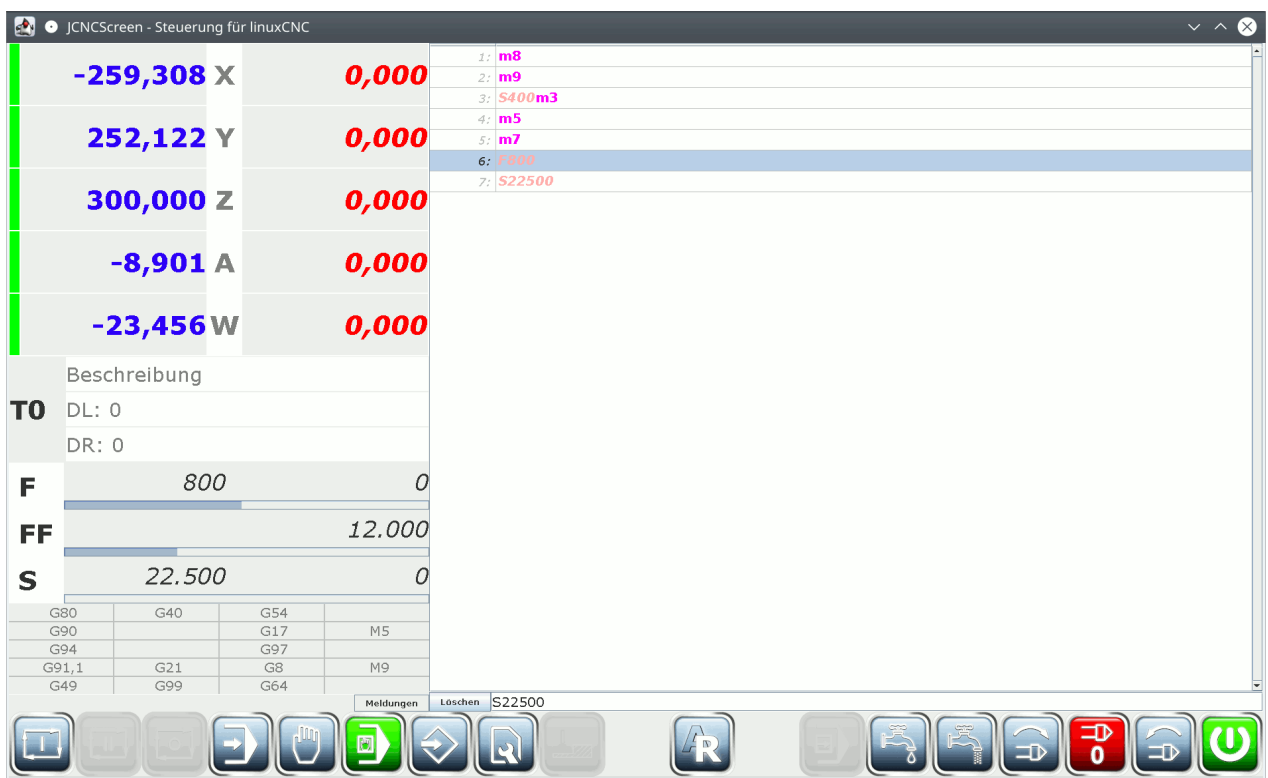 JCNCScreen - Steuerung für linuxCNC
-259,308 X 0,000
252,122 Y 0,000
300,000 Z 0,000
-8,901 A 0,000
-23,456 W 0,000
T0
Beschreibung
DL: 0
DR: 0
F 800 0
FF 12.000
S 22.500 0
G80 G40 G54
G90 G17 M5
G94 G97
G91,1 G21 G8 M9
G49 G99 G64
1: m8
2: m9
3: S400m3
4: m5
5: m7
6: F800
7: S22500
Meldungen Löschen S22500
I
AR
0